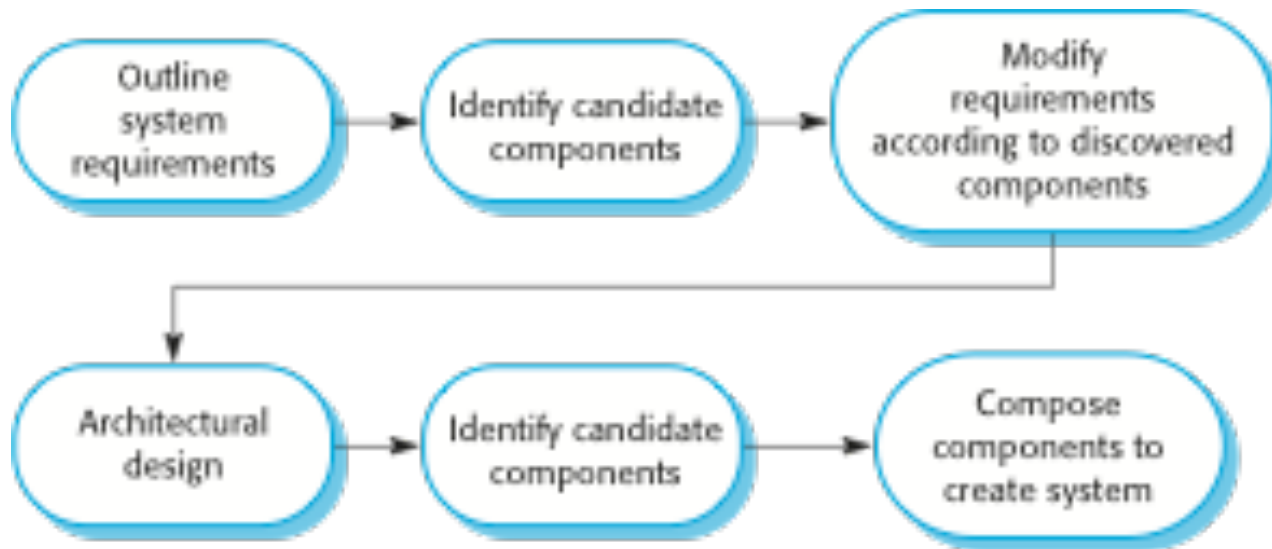 Outline
system
requirements
Identify candidate
components
Modify
requirements
according to discovered
components
Architectural
design
Identify candidate
components
Compose
components to
create system